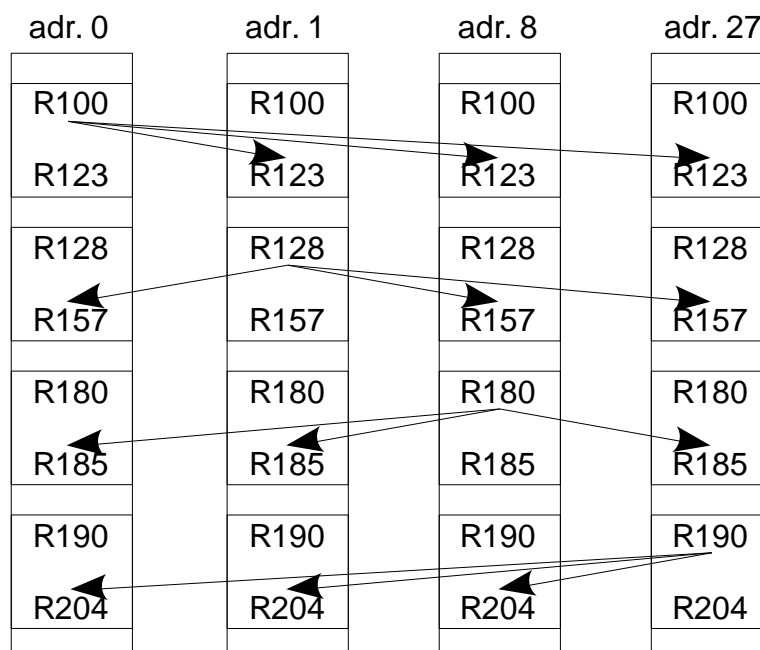 adr. 0 adr. 1 adr. 8 adr. 27
R100 R100 R100 R100
R123 R123 R123 R123
R128 R128 R128 R128
R157 R157 R157 R157
R180 R180 R180 R180
R185 R185 R185 R185
R190 R190 R190 R190
R204 R204 R204 R204